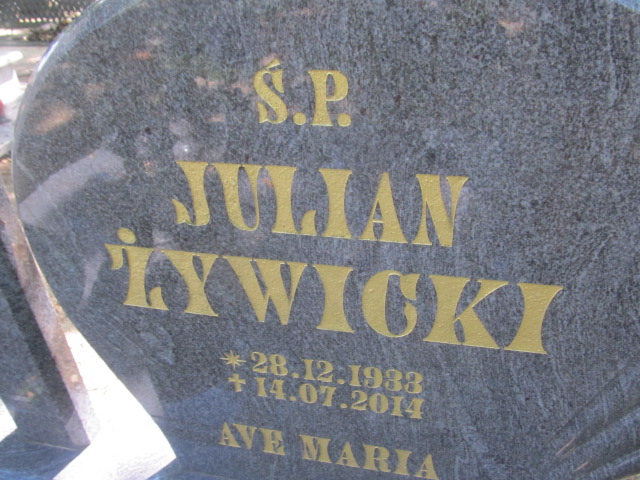 Ś.P.
JULIAN
ŻYWICKI
* 28.12.1933
✝ 14.07.2014
AVE MARIA